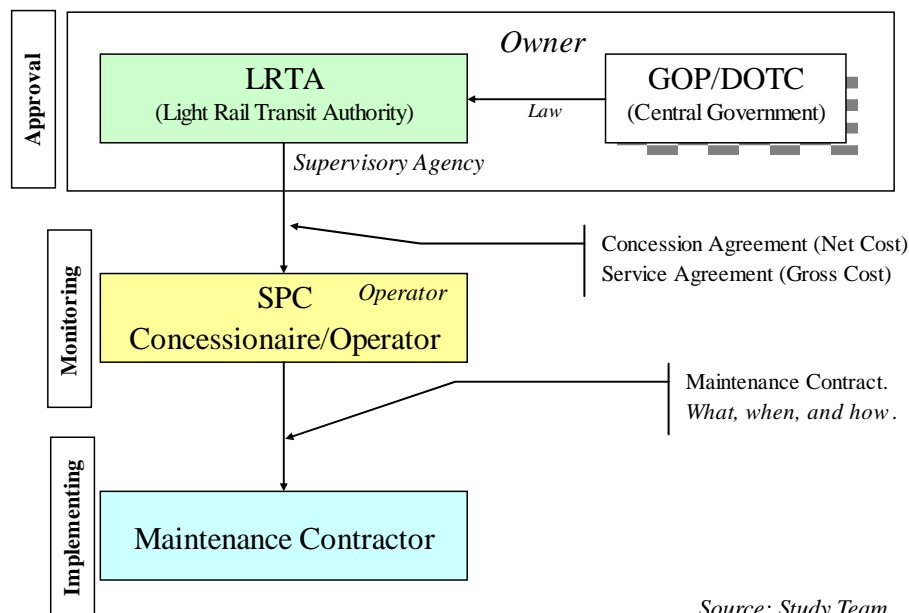 Approval
Owner
LRTA
(Light Rail Transit Authority)
Law
GOP/DOTC
(Central Government)
Supervisory Agency
Concession Agreement (Net Cost)
Service Agreement (Gross Cost)
Monitoring
SPC
Operator
Concessionaire/Operator
Maintenance Contract.
What, when, and how.
Implementing
Maintenance Contractor
Source: Study Team